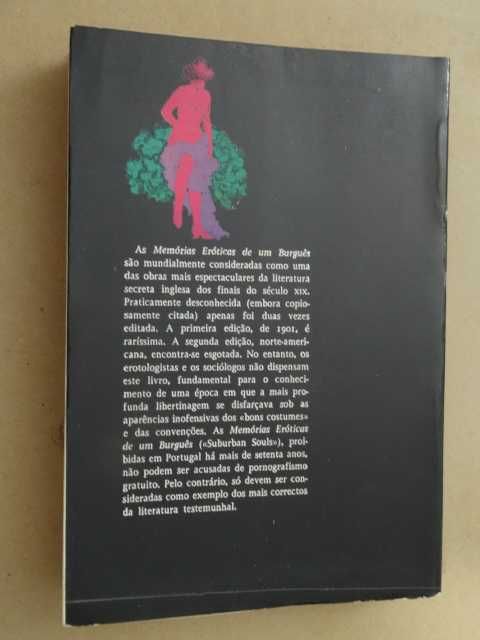 As Memórias Eróticas de um Burguês
são mundialmente consideradas como uma
das obras mais espectaculares da literatura
secreta inglesa dos finais do século XIX.
Praticamente desconhecida (embora copio-
samente citada) apenas foi duas vezes
editada. A primeira edição, de 1901, é
raríssima. A segunda edição, norte-ameri-
cana, encontra-se esgotada. No entanto, os
erotologistas e os sociólogos não dispensam
este livro, fundamental para o conheci-
mento de uma época em que a mais pro-
funda libertinagem se disfarçava sob as
aparências inofensivas dos «bons costumes»
e das convenções. As Memórias Eróticas
de um Burguês («Suburban Souls»), proi-
bidas em Portugal há mais de setenta anos,
não podem ser acusadas de pornografismo
gratuito. Pelo contrário, só devem ser con-
sideradas como exemplo dos mais correctos
da literatura testemunhal.